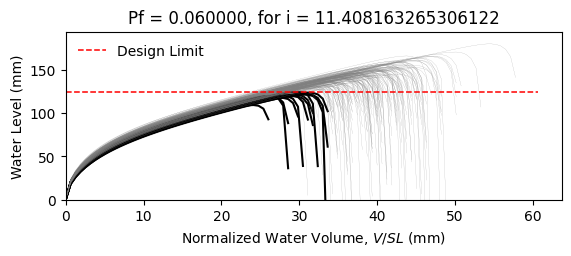 Pf = 0.060000, for i = 11.408163265306122
Water Level (mm)
150
100
50
0
Design Limit
0 10 20 30 40 50 60
Normalized Water Volume, V/SL (mm)